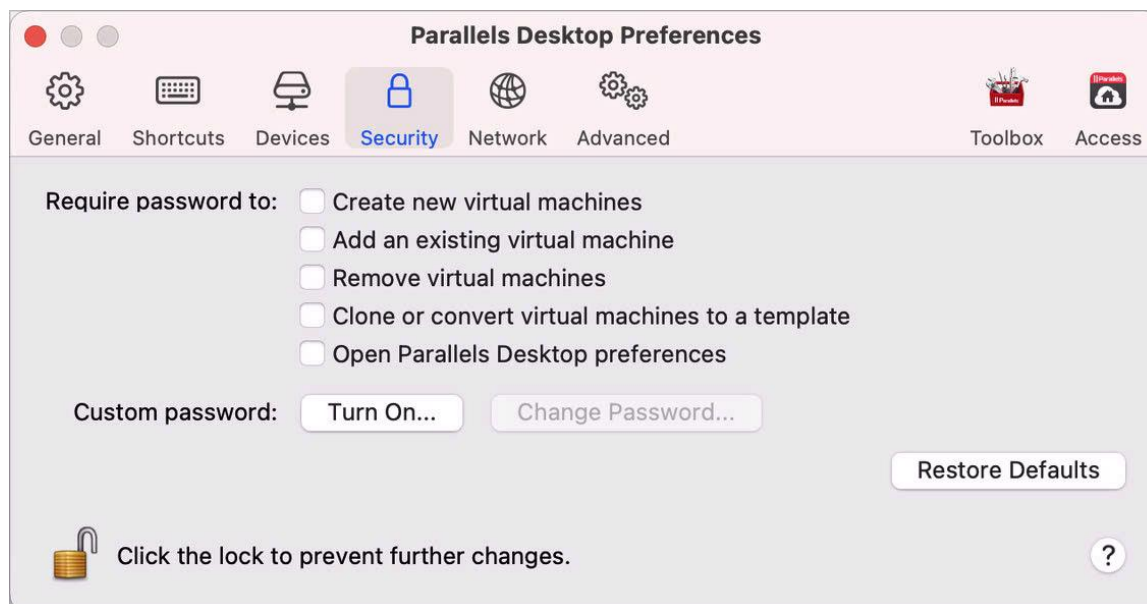 Parallels Desktop Preferences
General Shortcuts Devices Security Network Advanced Toolbox Access
Require password to: Create new virtual machines
Add an existing virtual machine
Remove virtual machines
Clone or convert virtual machines to a template
Open Parallels Desktop preferences
Custom password: Turn On... Change Password...
Restore Defaults
Click the lock to prevent further changes. ?